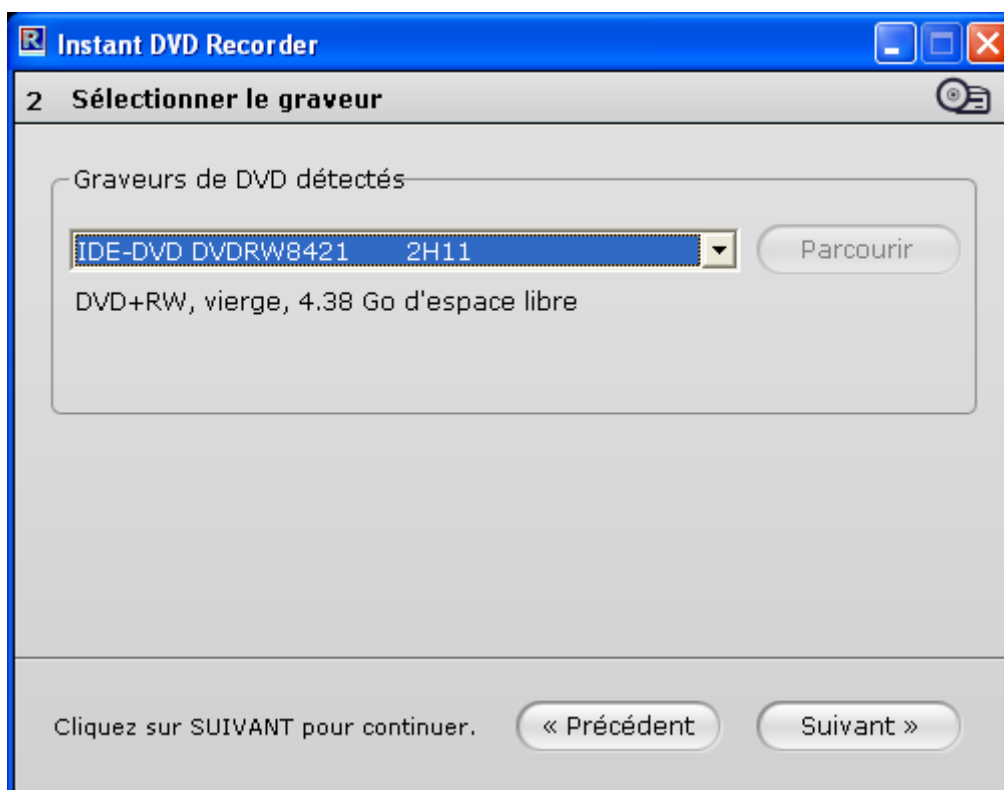 Instant DVD Recorder
2 Sélectionner le graveur
Graveurs de DVD détectés
IDE-DVD DVDRW8421 2H11
Parcourir
DVD+RW, vierge, 4.38 Go d'espace libre
Cliquez sur SUIVANT pour continuer. « Précédent Suivant »